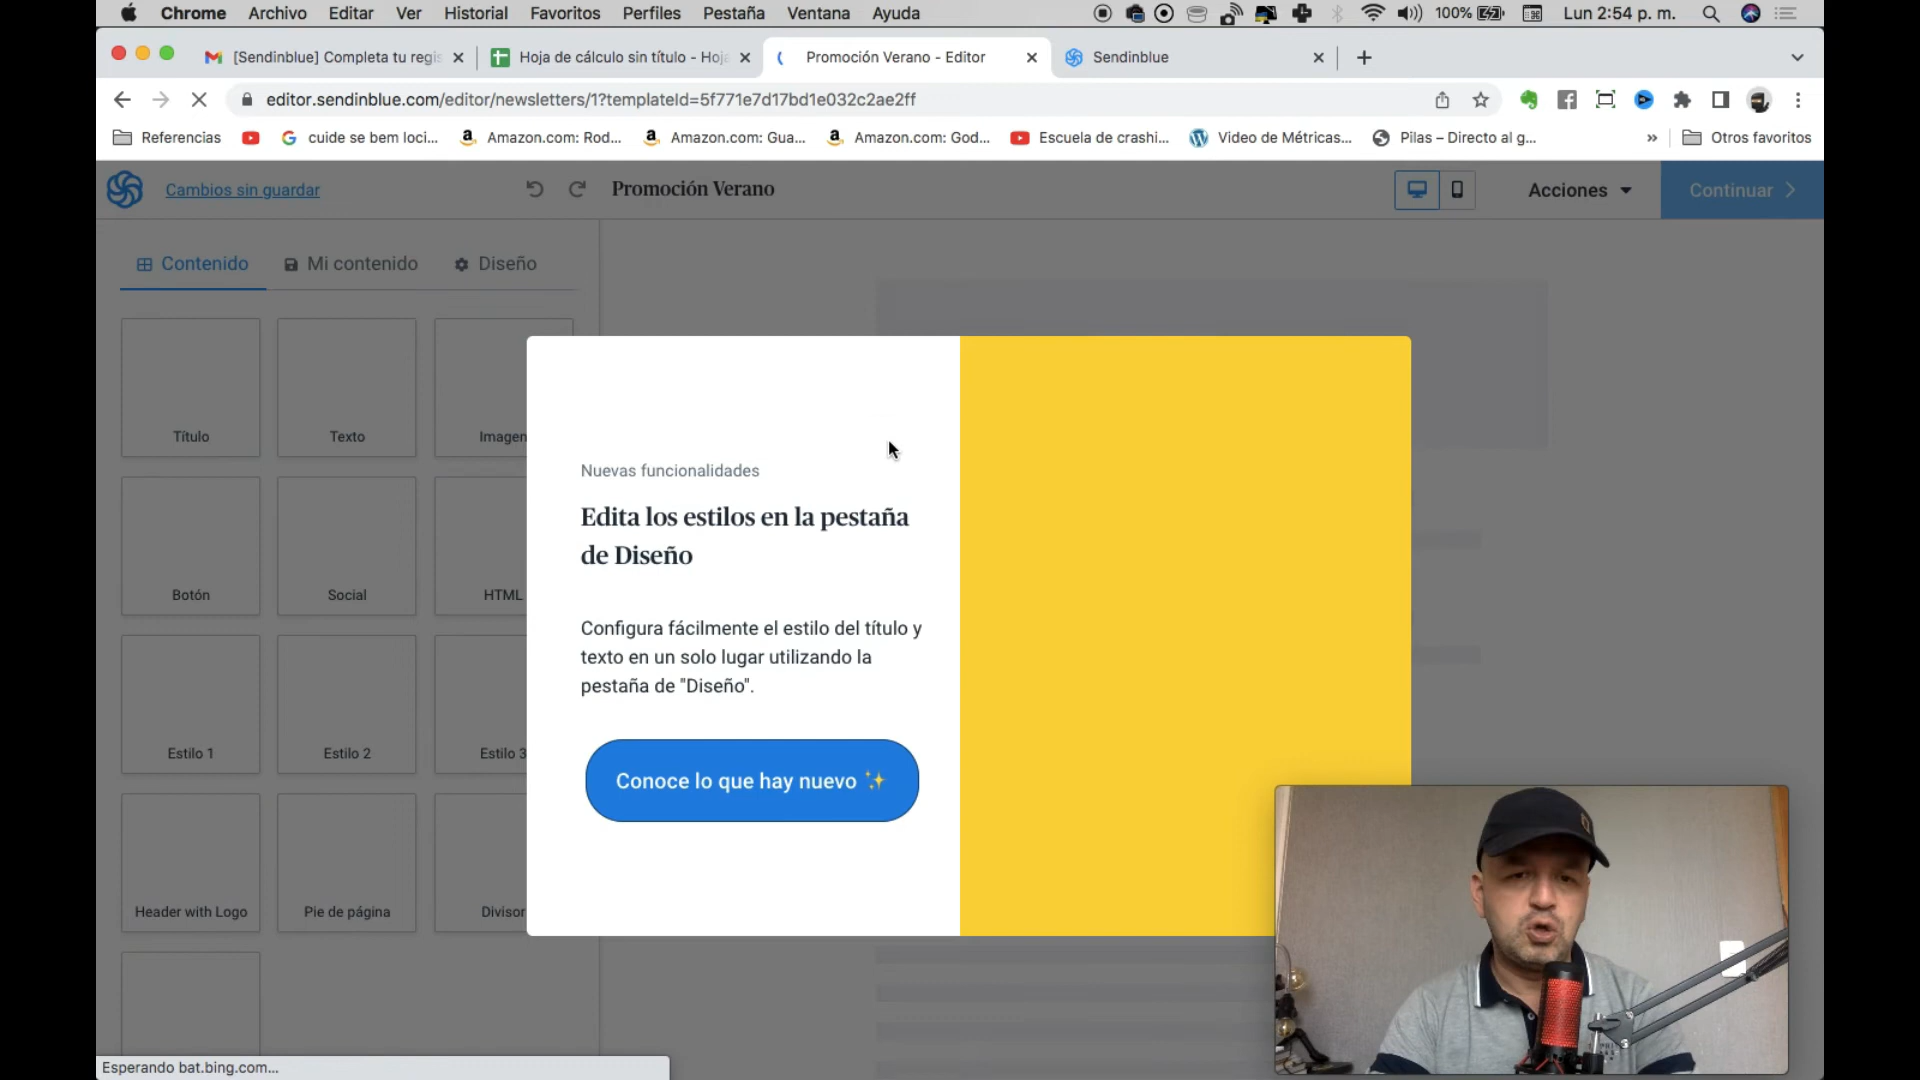 Chrome Archivo Editar Ver Historial Favoritos Perfiles Pestaña Ventana Ayuda 100% Lun 2:54 p. m.
[Sendinblue] Completa tu regis Hoja de cálculo sin título - Hoja Promoción Verano - Editor Sendinblue
editor.sendinblue.com/editor/newsletters/1?templateId=5f771e7d17bd1e032c2ae2ff
Referencias cuide se bem loci... Amazon.com: Rod... Amazon.com: Gua... Amazon.com: God... Escuela de crashi... Video de Métricas... Pilas – Directo al g... » Otros favoritos
Cambios sin guardar Promoción Verano Acciones Continuar
Contenido Mi contenido Diseño
Título Texto Imagen
Botón Social HTML
Estilo 1 Estilo 2 Estilo 3
Header with Logo Pie de página Divisor
Nuevas funcionalidades
Edita los estilos en la pestaña
de Diseño
Configura fácilmente el estilo del título y
texto en un solo lugar utilizando la
pestaña de "Diseño".
Conoce lo que hay nuevo ✨
Esperando bat.bing.com...